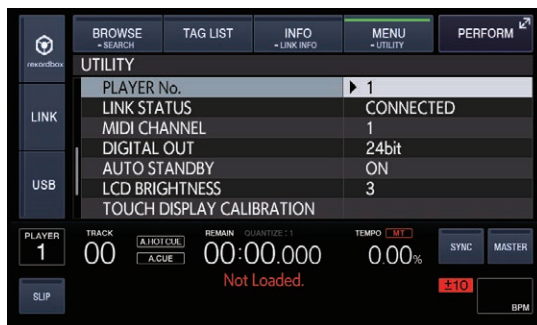 BROWSE
- SEARCH
TAG LIST
INFO
- LINK INFO
MENU
- UTILITY
PERFORM
rekordbox
LINK
USB
UTILITY
PLAYER No. 1
LINK STATUS CONNECTED
MIDI CHANNEL 1
DIGITAL OUT 24bit
AUTO STANDBY ON
LCD BRIGHTNESS 3
TOUCH DISPLAY CALIBRATION
PLAYER
1
TRACK
00
A.HOT CUE
A.CUE
REMAIN QUANTIZE : 1
00:00.000
TEMPO MT
0.00%
SYNC
MASTER
SLIP
Not Loaded.
±10
BPM